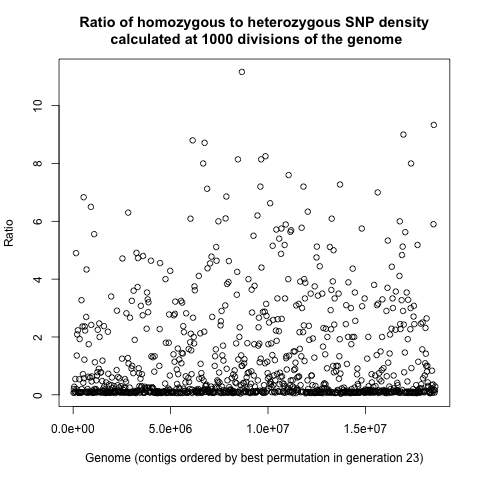 Ratio of homozygous to heterozygous SNP density
calculated at 1000 divisions of the genome
Ratio
10
8
6
4
2
0
0.0e+00 5.0e+06 1.0e+07 1.5e+07
Genome (contigs ordered by best permutation in generation 23)